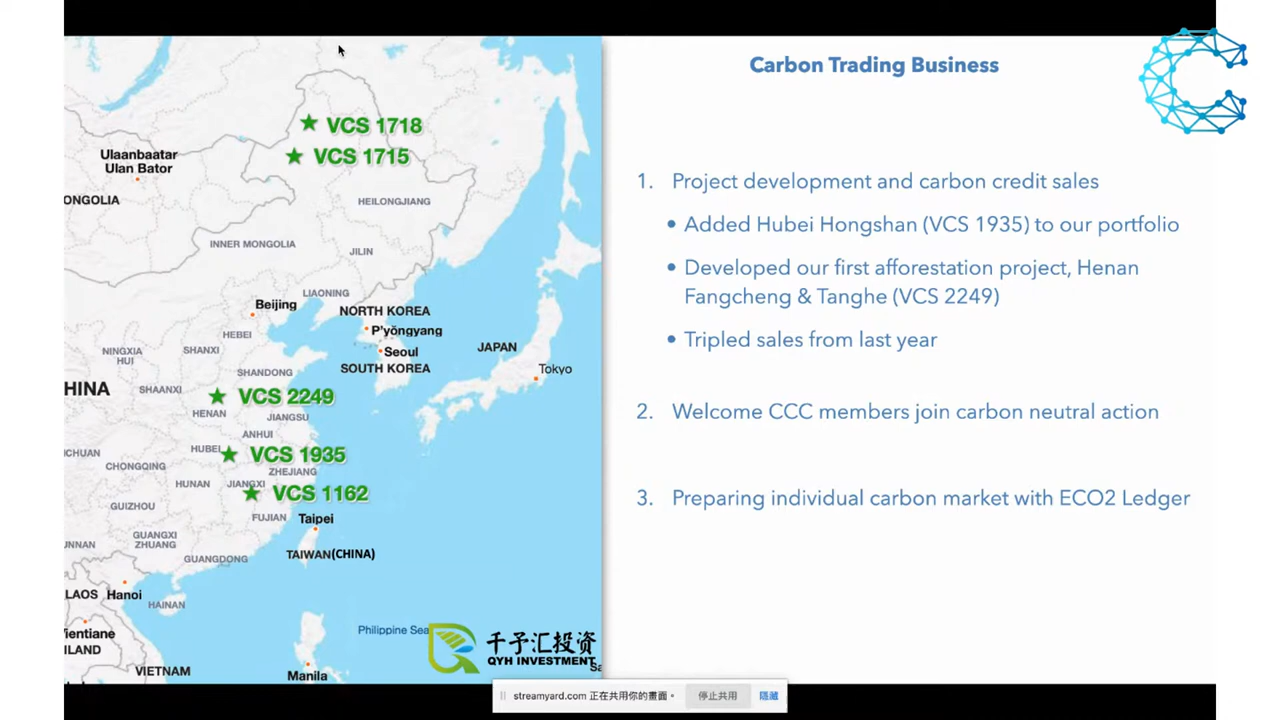 Carbon Trading Business
1. Project development and carbon credit sales
• Added Hubei Hongshan (VCS 1935) to our portfolio
• Developed our first afforestation project, Henan
Fangcheng & Tanghe (VCS 2249)
• Tripled sales from last year
2. Welcome CCC members join carbon neutral action
3. Preparing individual carbon market with ECO2 Ledger
VCS 1718
VCS 1715
Ulaanbaatar
Ulan Bator
ONGOLIA
HEILONGJIANG
INNER MONGOLIA
JILIN
LIAONING
Beijing
NORTH KOREA
P'yŏngyang
HEBEI
Seoul
JAPAN
NINGXIA
HUI
SHANXI
SOUTH KOREA
Tokyo
SHANDONG
HINA
SHAANXI
VCS 2249
HENAN
JIANGSU
ANHUI
HUBEI
VCS 1935
ICHUAN
CHONGQING
ZHEJIANG
HUNAN
JIANGXI
VCS 1162
GUIZHOU
FUJIAN
Taipei
GUANGXI
ZHUANG
UNNAN
TAIWAN(CHINA)
GUANGDONG
LAOS
Hanoi
HAINAN
Philippine Sea
ientiane
ILAND
VIETNAM
Manila
千予汇投资
QYH INVESTMENT
Sa
streamyard.com 正在共用你的畫面。
停止共用
隱藏